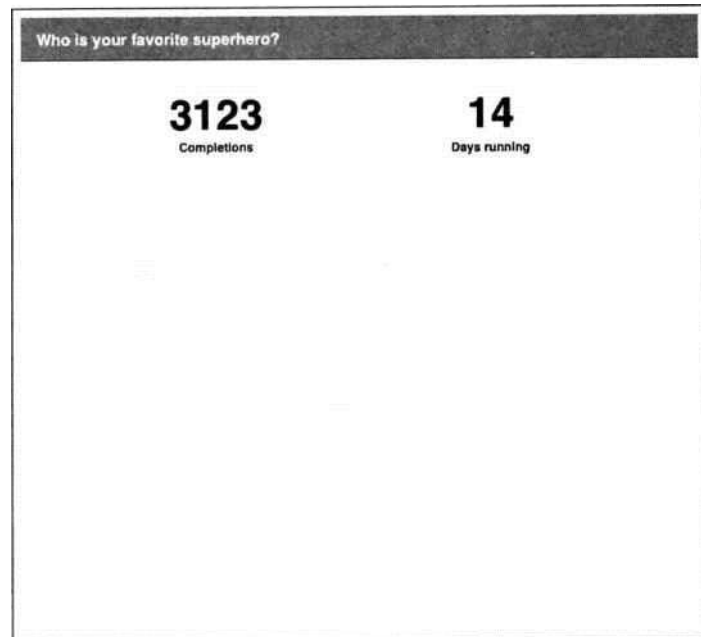 Who is your favorite superhero?
3123
Completions
14
Days running